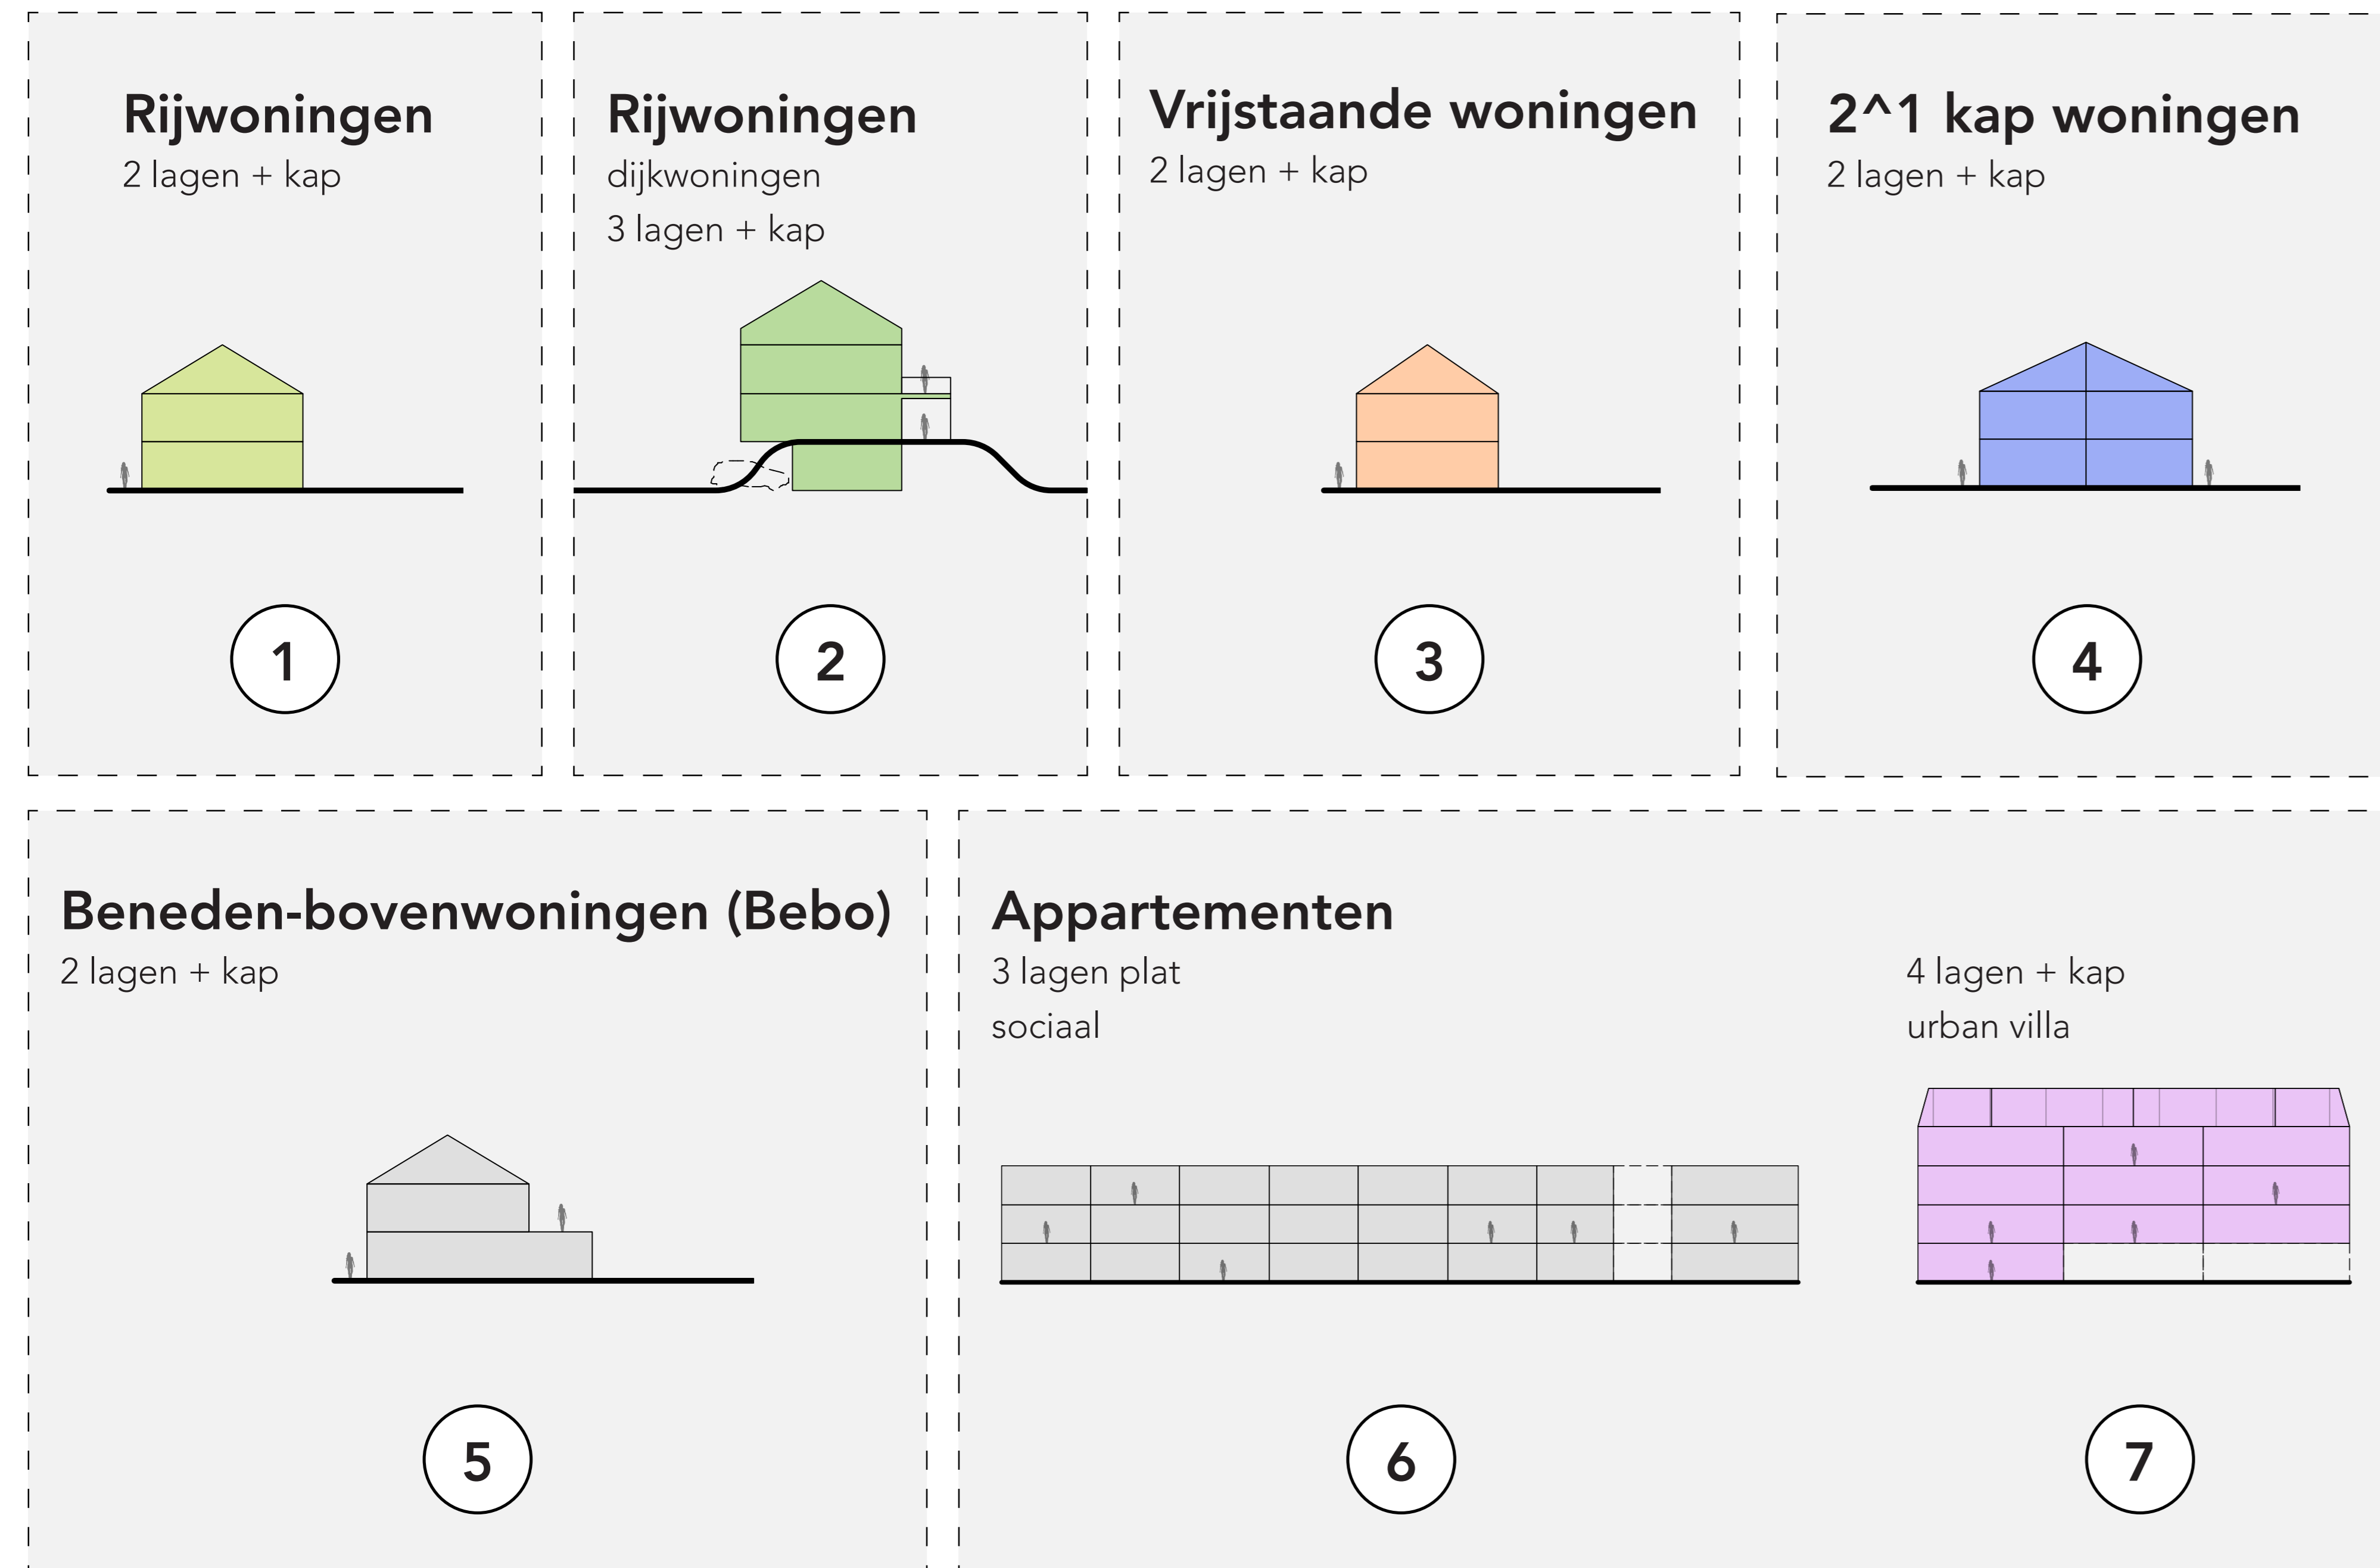 Rijwoningen
2 lagen + kap
1
Rijwoningen
dijkwoningen
3 lagen + kap
2
Vrijstaande woningen
2 lagen + kap
3
2^1 kap woningen
2 lagen + kap
4
Beneden-bovenwoningen (Bebo)
2 lagen + kap
5
Appartementen
3 lagen plat
sociaal
6
4 lagen + kap
urban villa
7